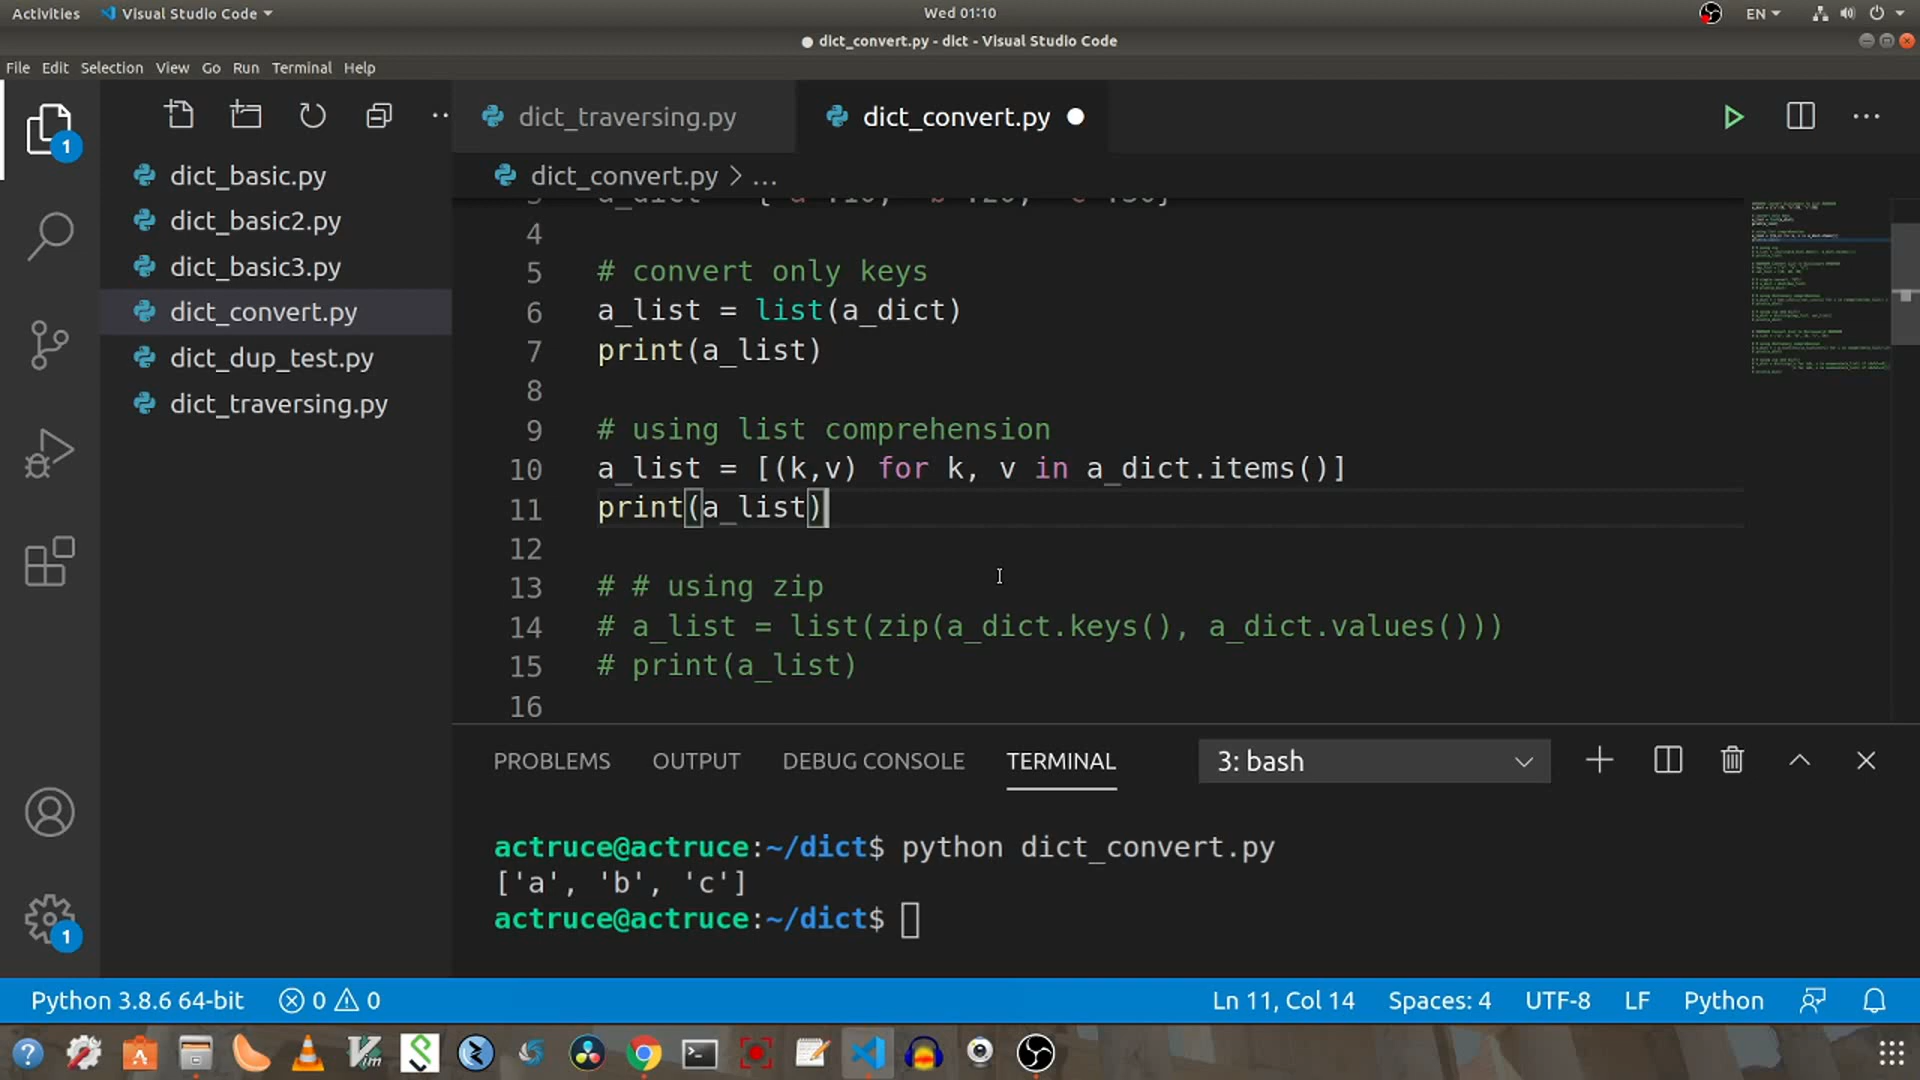 Activities
Visual Studio Code
Wed 01:10
EN
● dict_convert.py - dict - Visual Studio Code
File Edit Selection View Go Run Terminal Help
dict_traversing.py
dict_convert.py
dict_convert.py > ...
1
dict_basic.py
dict_basic2.py
dict_basic3.py
dict_convert.py
dict_dup_test.py
dict_traversing.py
4
5 # convert only keys
6 a_list = list(a_dict)
7 print(a_list)
8
9 # using list comprehension
10 a_list = [(k,v) for k, v in a_dict.items()]
11 print(a_list)
12
13 # # using zip
14 # a_list = list(zip(a_dict.keys(), a_dict.values()))
15 # print(a_list)
16
PROBLEMS OUTPUT DEBUG CONSOLE TERMINAL
3: bash
actruce@actruce:~/dict$ python dict_convert.py
['a', 'b', 'c']
actruce@actruce:~/dict$
1
Python 3.8.6 64-bit
0 0
Ln 11, Col 14
Spaces: 4
UTF-8
LF
Python